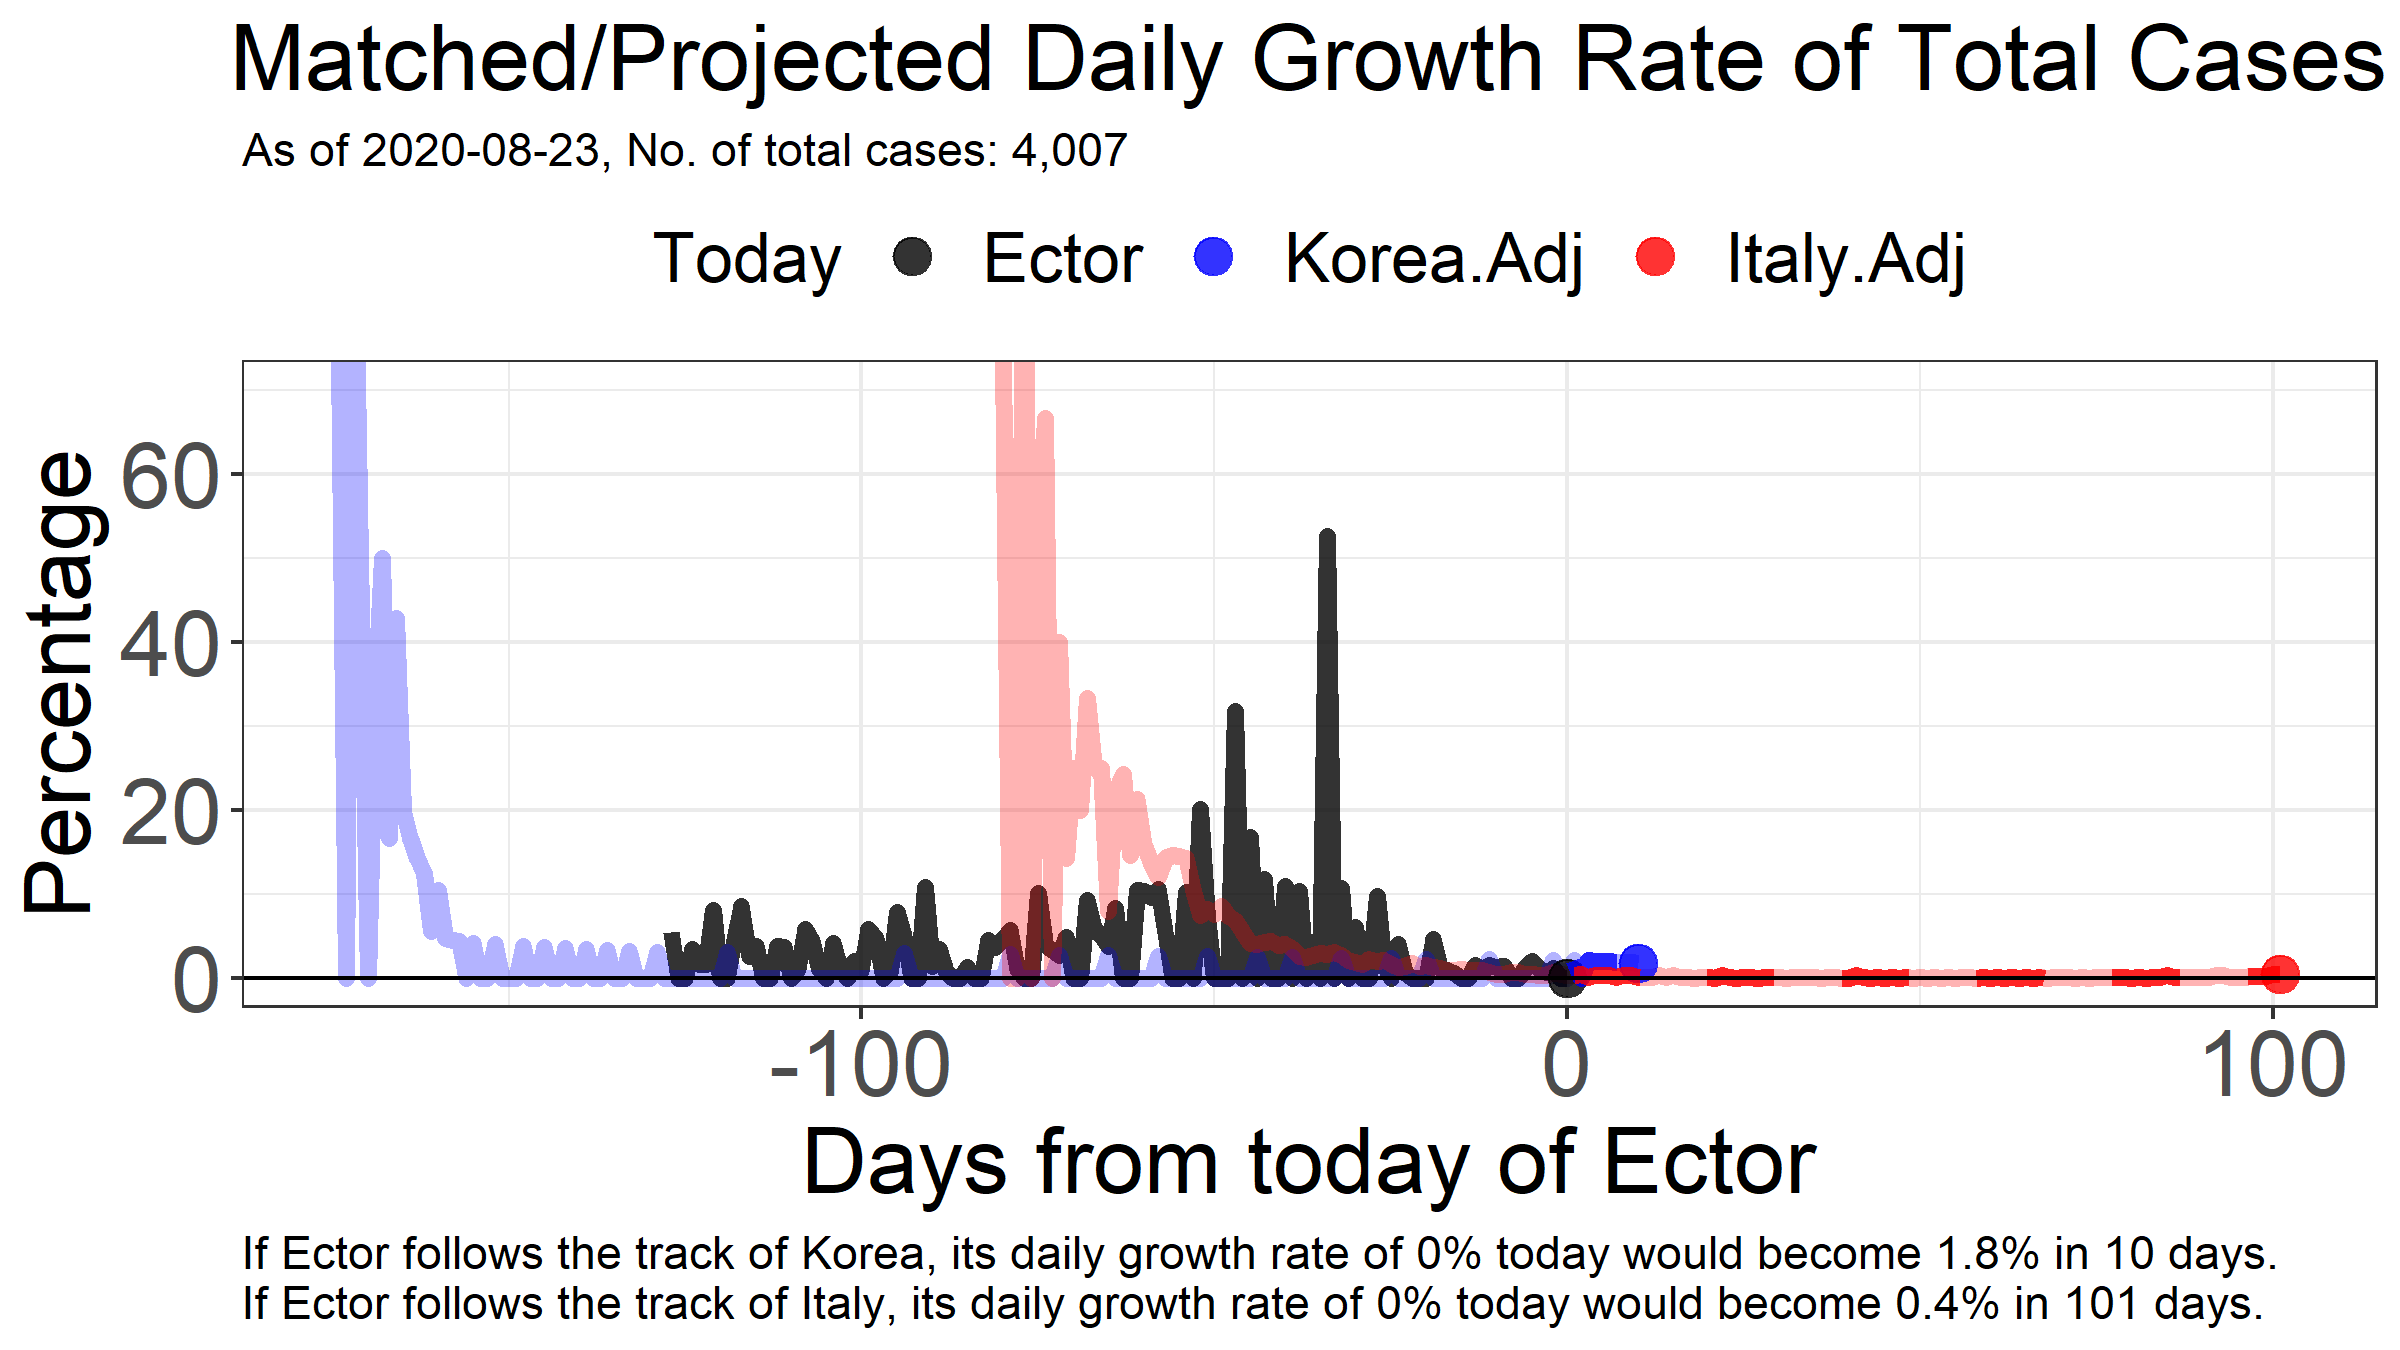 Matched/Projected Daily Growth Rate of Total Cases
As of 2020-08-23, No. of total cases: 4,007
Today Ector Korea.Adj Italy.Adj
Percentage
60
40
20
0
-100 0 100
Days from today of Ector
If Ector follows the track of Korea, its daily growth rate of 0% today would become 1.8% in 10 days.
If Ector follows the track of Italy, its daily growth rate of 0% today would become 0.4% in 101 days.